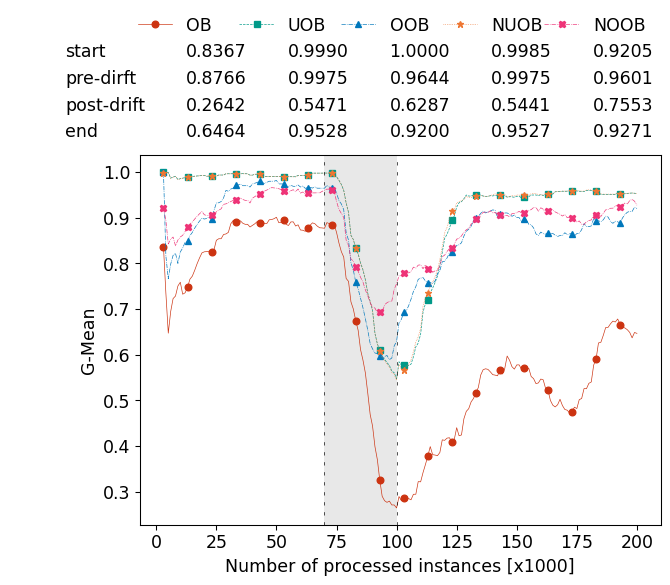 OB UOB OOB NUOB NOOB
start 0.8367 0.9990 1.0000 0.9985 0.9205
pre-dirft 0.8766 0.9975 0.9644 0.9975 0.9601
post-drift 0.2642 0.5471 0.6287 0.5441 0.7553
end 0.6464 0.9528 0.9200 0.9527 0.9271
1.0
0.9
0.8
0.7
0.6
0.5
0.4
0.3
G-Mean
0 25 50 75 100 125 150 175 200
Number of processed instances [x1000]